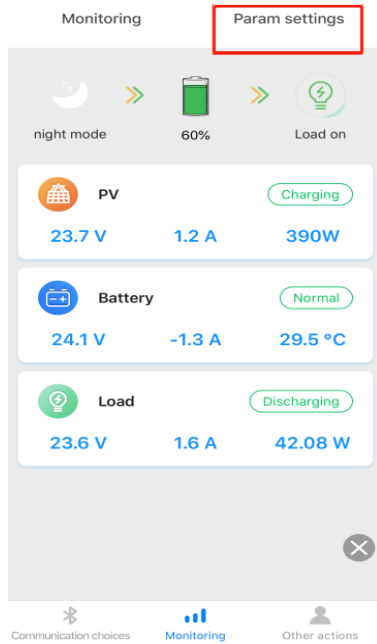 Monitoring Param settings
night mode 60% Load on
PV Charging
23.7 V 1.2 A 390W
Battery Normal
24.1 V -1.3 A 29.5 °C
Load Discharging
23.6 V 1.6 A 42.08 W
Communication choices Monitoring Other actions